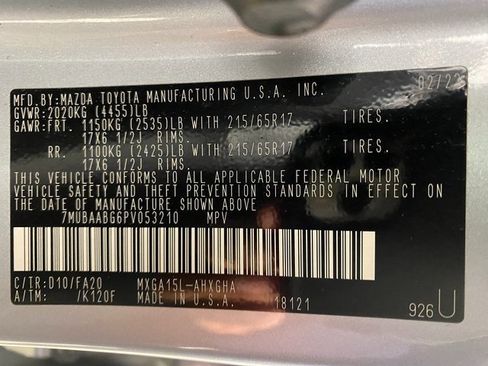 MFD.BY:MAZDA TOYOTA MANUFACTURING U.S.A. INC. 02/22
GVWR:2020KG (4455)LB
GAWR:FRT. 1150KG (2535)LB WITH 215/65R17 TIRES.
17X6 1/2J RIMS.
RR. 1100KG (2425)LB WITH 215/65R17 TIRES.
17X6 1/2J RIMS.
THIS VEHICLE CONFORMS TO ALL APPLICABLE FEDERAL MOTOR
VEHICLE SAFETY AND THEFT PREVENTION STANDARDS IN EFFECT ON
THE DATE OF MANUFACTURE SHOWN ABOVE.
7MUBAABG6PV053210 MPV
C/TR:D10/FA20 MXGA15L-AHXGHA
A/TM: /K120F MADE IN U.S.A. 18121
926U